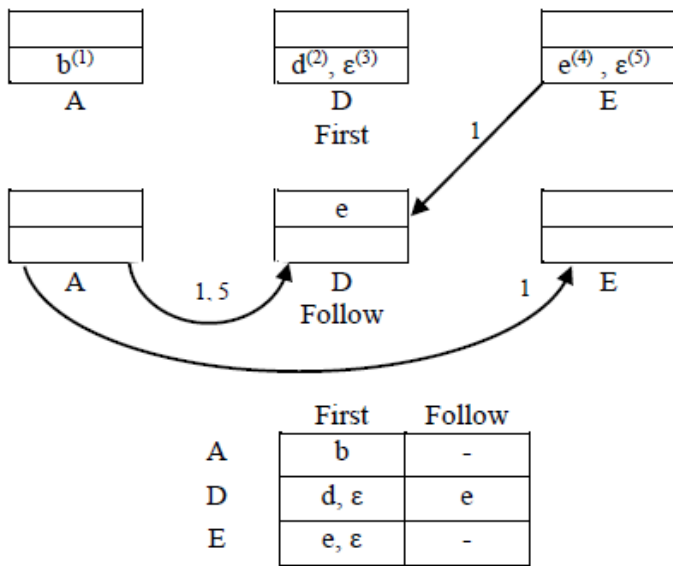 b(1) d(2), ε(3) e(4) , ε(5)
A D E
First
1
e
A D E
1, 5 1
Follow
First Follow
A b -
D d, ε e
E e, ε -